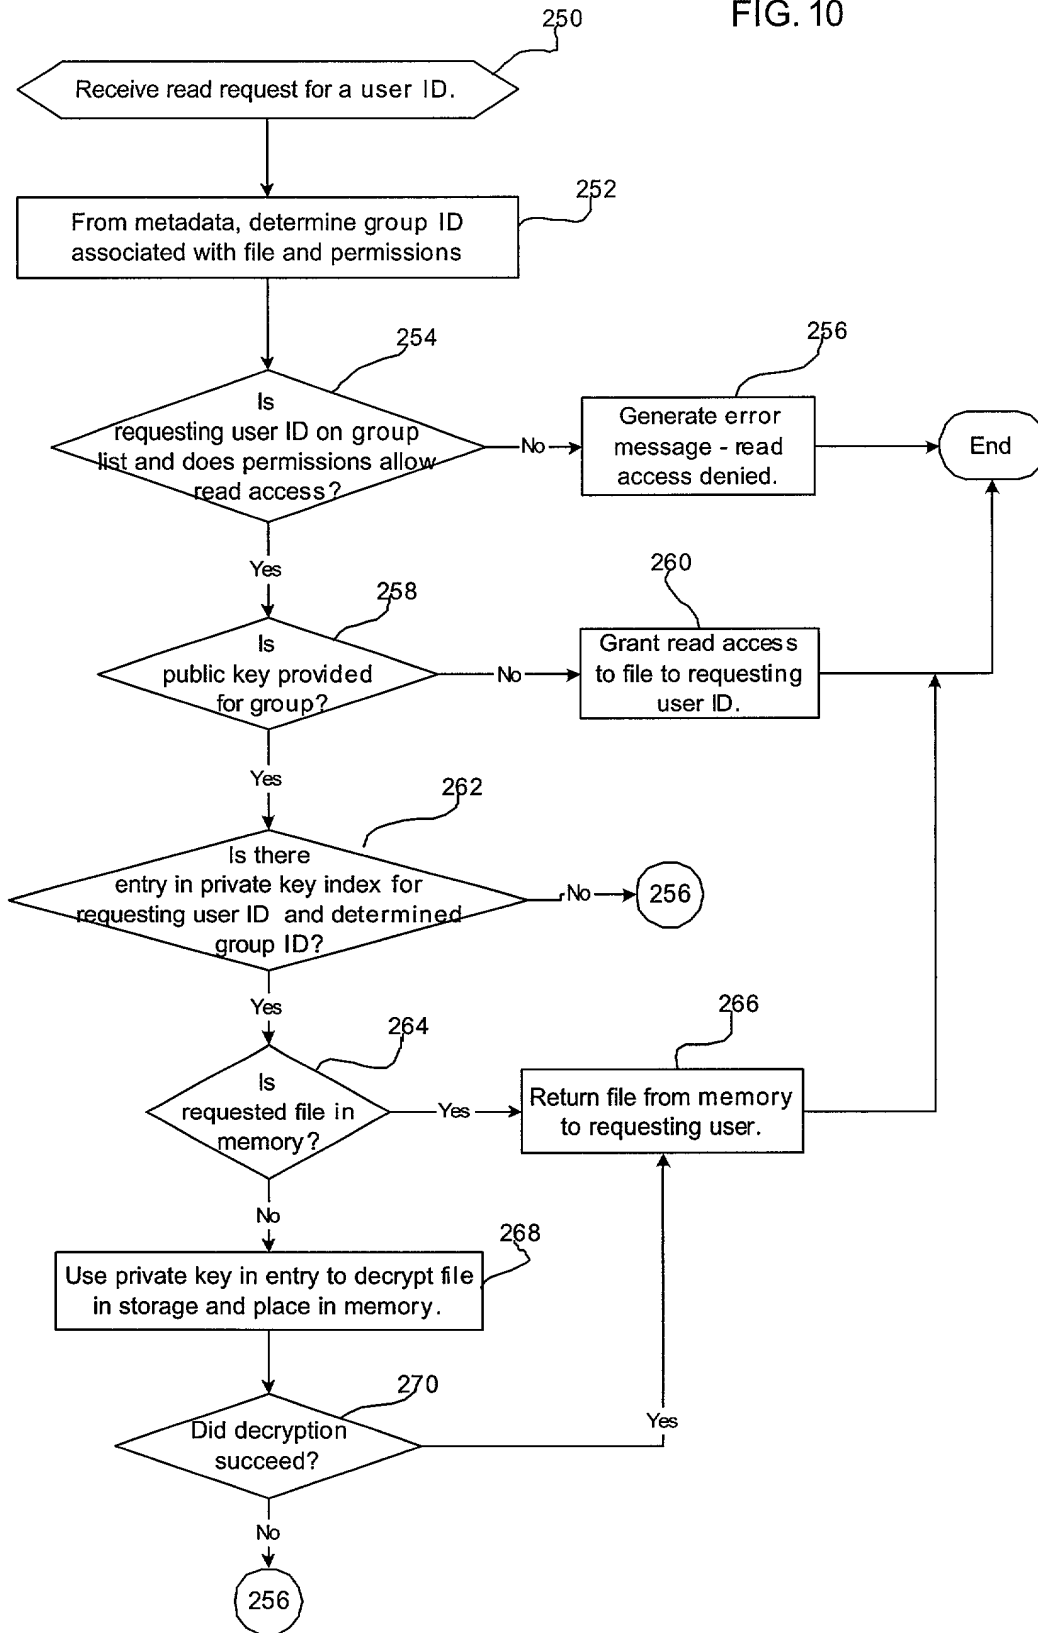 FIG. 10
250
Receive read request for a user ID.
252
From metadata, determine group ID
associated with file and permissions
254
Is
requesting user ID on group
list and does permissions allow
read access?
No
256
Generate error
message - read
access denied.
End
Yes
258
Is
public key provided
for group?
No
260
Grant read access
to file to requesting
user ID.
Yes
262
Is there
entry in private key index for
requesting user ID and determined
group ID?
No
256
Yes
264
Is
requested file in
memory?
Yes
266
Return file from memory
to requesting user.
No
268
Use private key in entry to decrypt file
in storage and place in memory.
270
Did decryption
succeed?
Yes
No
256